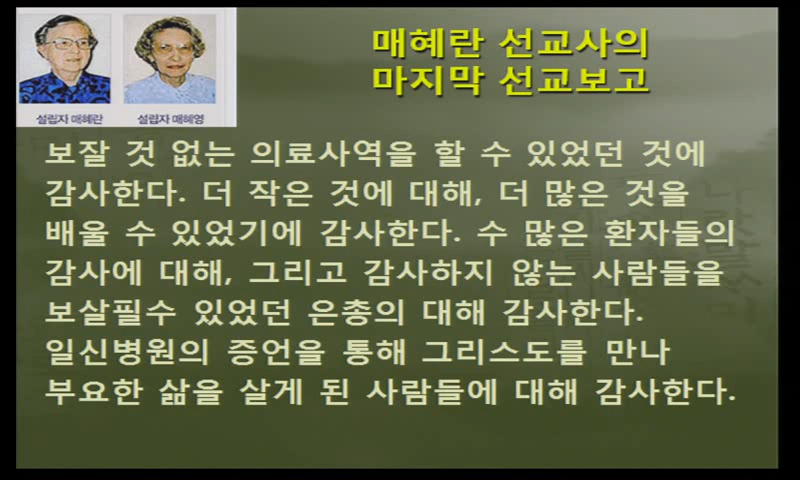 매혜란 선교사의
마지막 선교보고
설립자 매혜란 설립자 매혜영
보잘 것 없는 의료사역을 할 수 있었던 것에
감사한다. 더 작은 것에 대해, 더 많은 것을
배울 수 있었기에 감사한다. 수 많은 환자들의
감사에 대해, 그리고 감사하지 않는 사람들을
보살필수 있었던 은총의 대해 감사한다.
일신병원의 증언을 통해 그리스도를 만나
부요한 삶을 살게 된 사람들에 대해 감사한다.